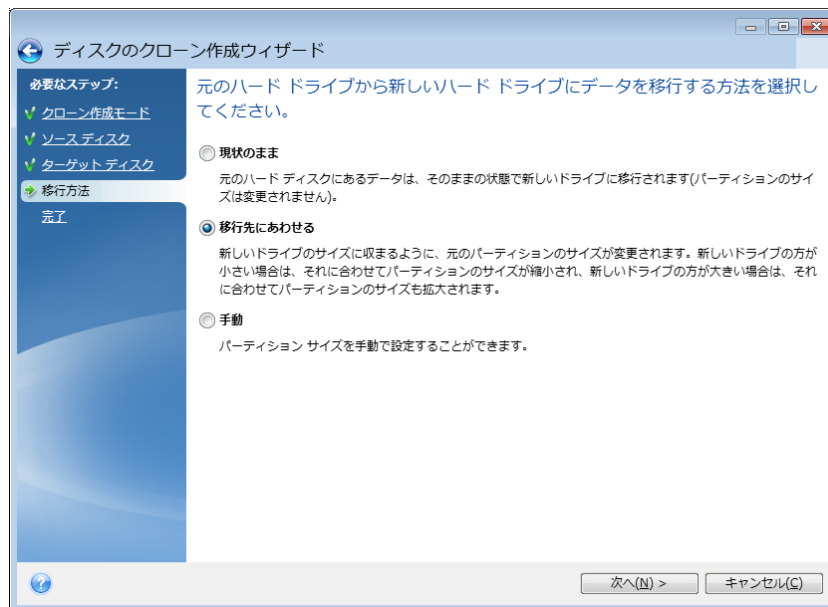 ディスクのクローン作成ウィザード
必要なステップ:
クローン作成モード
ソース ディスク
ターゲット ディスク
移行方法
完了
元のハード ドライブから新しいハード ドライブにデータを移行する方法を選択し
てください。
現状のまま
元のハード ディスクにあるデータは、そのままの状態で新しいドライブに移行されます(パーティションのサイ
ズは変更されません)。
移行先にあわせる
新しいドライブのサイズに収まるように、元のパーティションのサイズが変更されます。新しいドライブの方が
小さい場合は、それに合わせてパーティションのサイズが縮小され、新しいドライブの方が大きい場合は、それ
に合わせてパーティションのサイズも拡大されます。
手動
パーティション サイズを手動で設定することができます。
次へ(N) >
キャンセル(C)